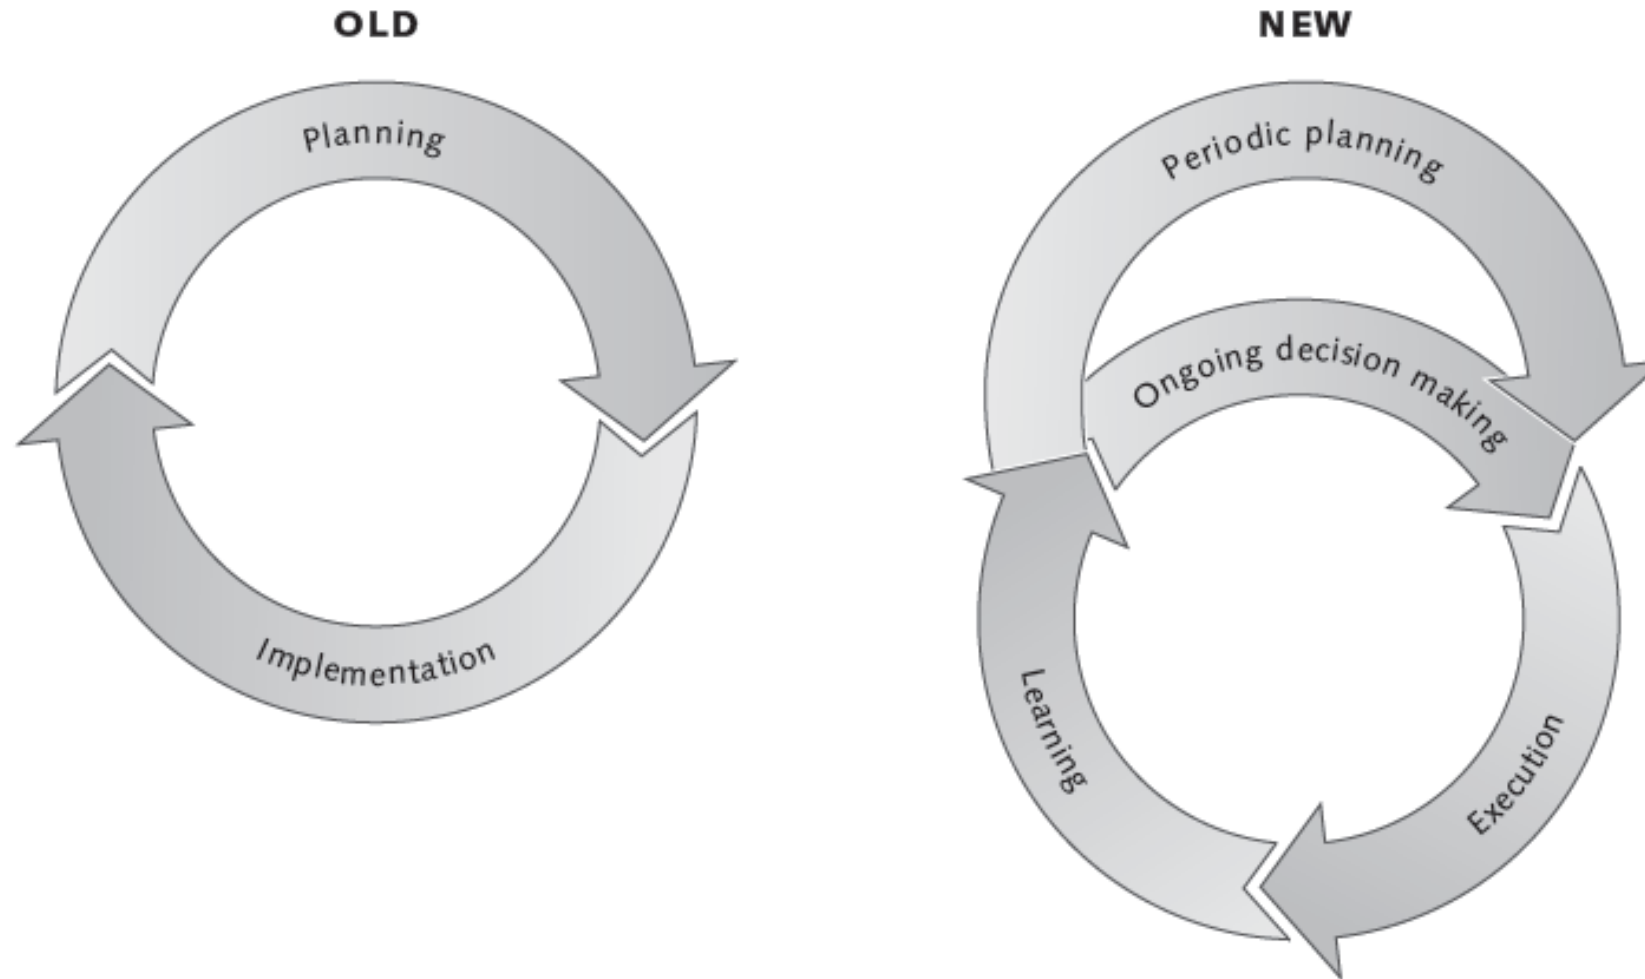 OLD
Planning
Implementation
NEW
Periodic planning
Ongoing decision making
Learning
Execution